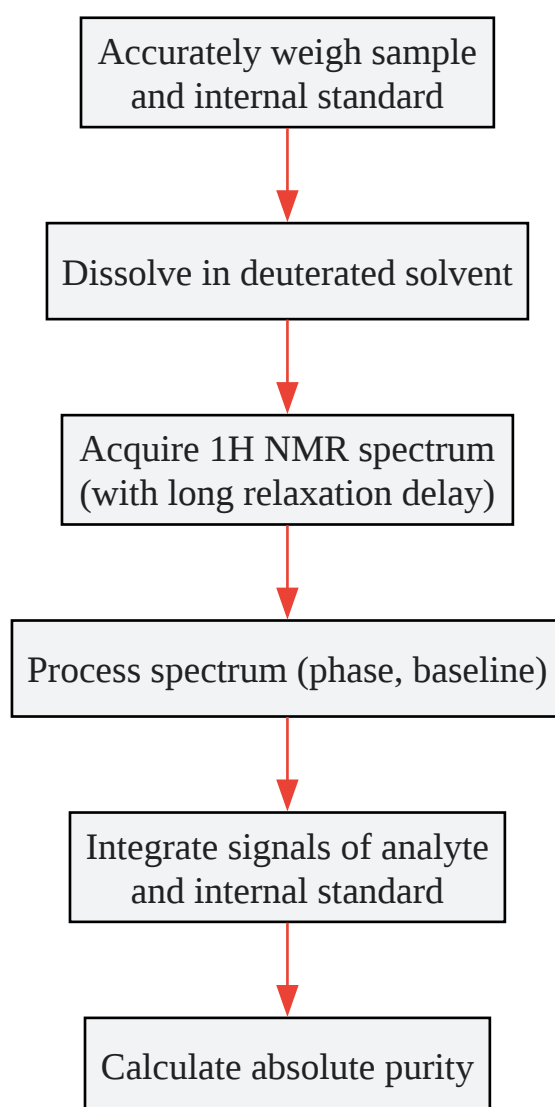 Accurately weigh sample
and internal standard
Dissolve in deuterated solvent
Acquire 1H NMR spectrum
(with long relaxation delay)
Process spectrum (phase, baseline)
Integrate signals of analyte
and internal standard
Calculate absolute purity